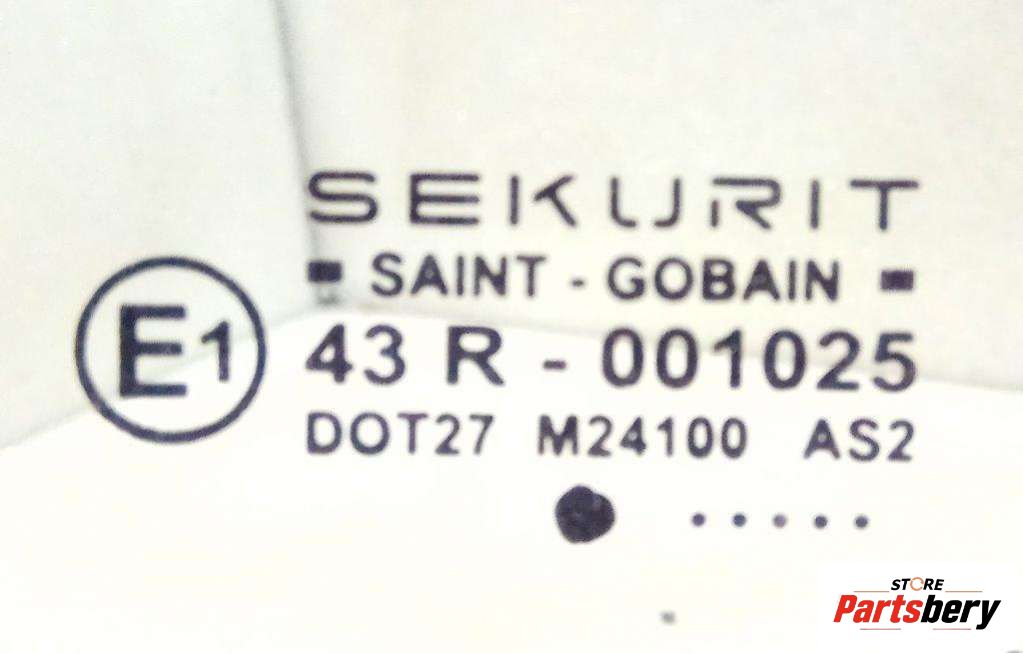 SEKURIT
SAINT - GOBAIN
E1
43 R - 001025
DOT27 M24100 AS2
STORE
Partsbery